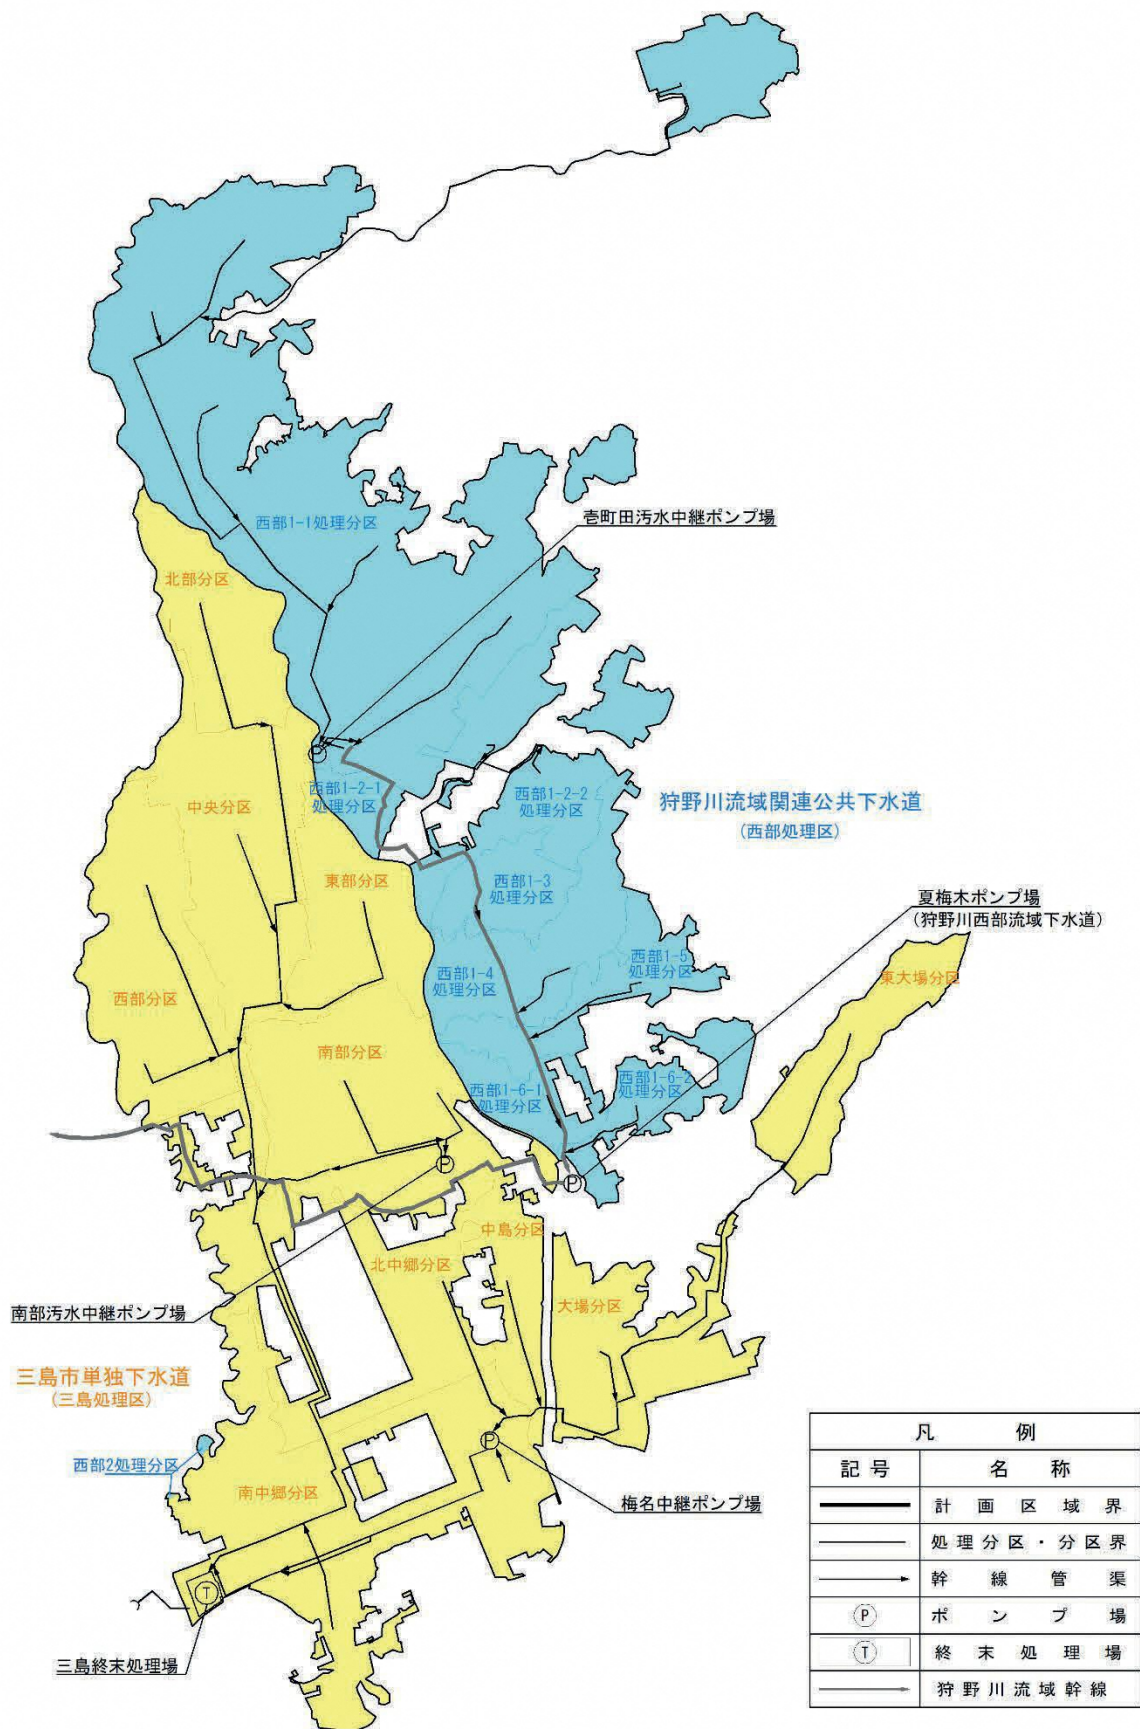 西部1-1処理分区
壱町田汚水中継ポンプ場
北部分区
P
西部1-2-1
処理分区
西部1-2-2
処理分区
狩野川流域関連公共下水道
(西部処理区)
中央分区
東部分区
西部1-3
処理分区
夏梅木ポンプ場
(狩野川西部流域下水道)
西部1-4
処理分区
西部1-5
処理分区
東大場分区
西部分区
南部分区
西部1-6-1
処理分区
西部1-6-2
処理分区
P
P
中島分区
北中郷分区
大場分区
南部汚水中継ポンプ場
三島市単独下水道
(三島処理区)
西部2処理分区
P
南中郷分区
梅名中継ポンプ場
T
三島終末処理場
凡例
記号 名称
計画区域界
処理分区・分区界
幹線管渠
P ポンプ場
T 終末処理場
狩野川流域幹線